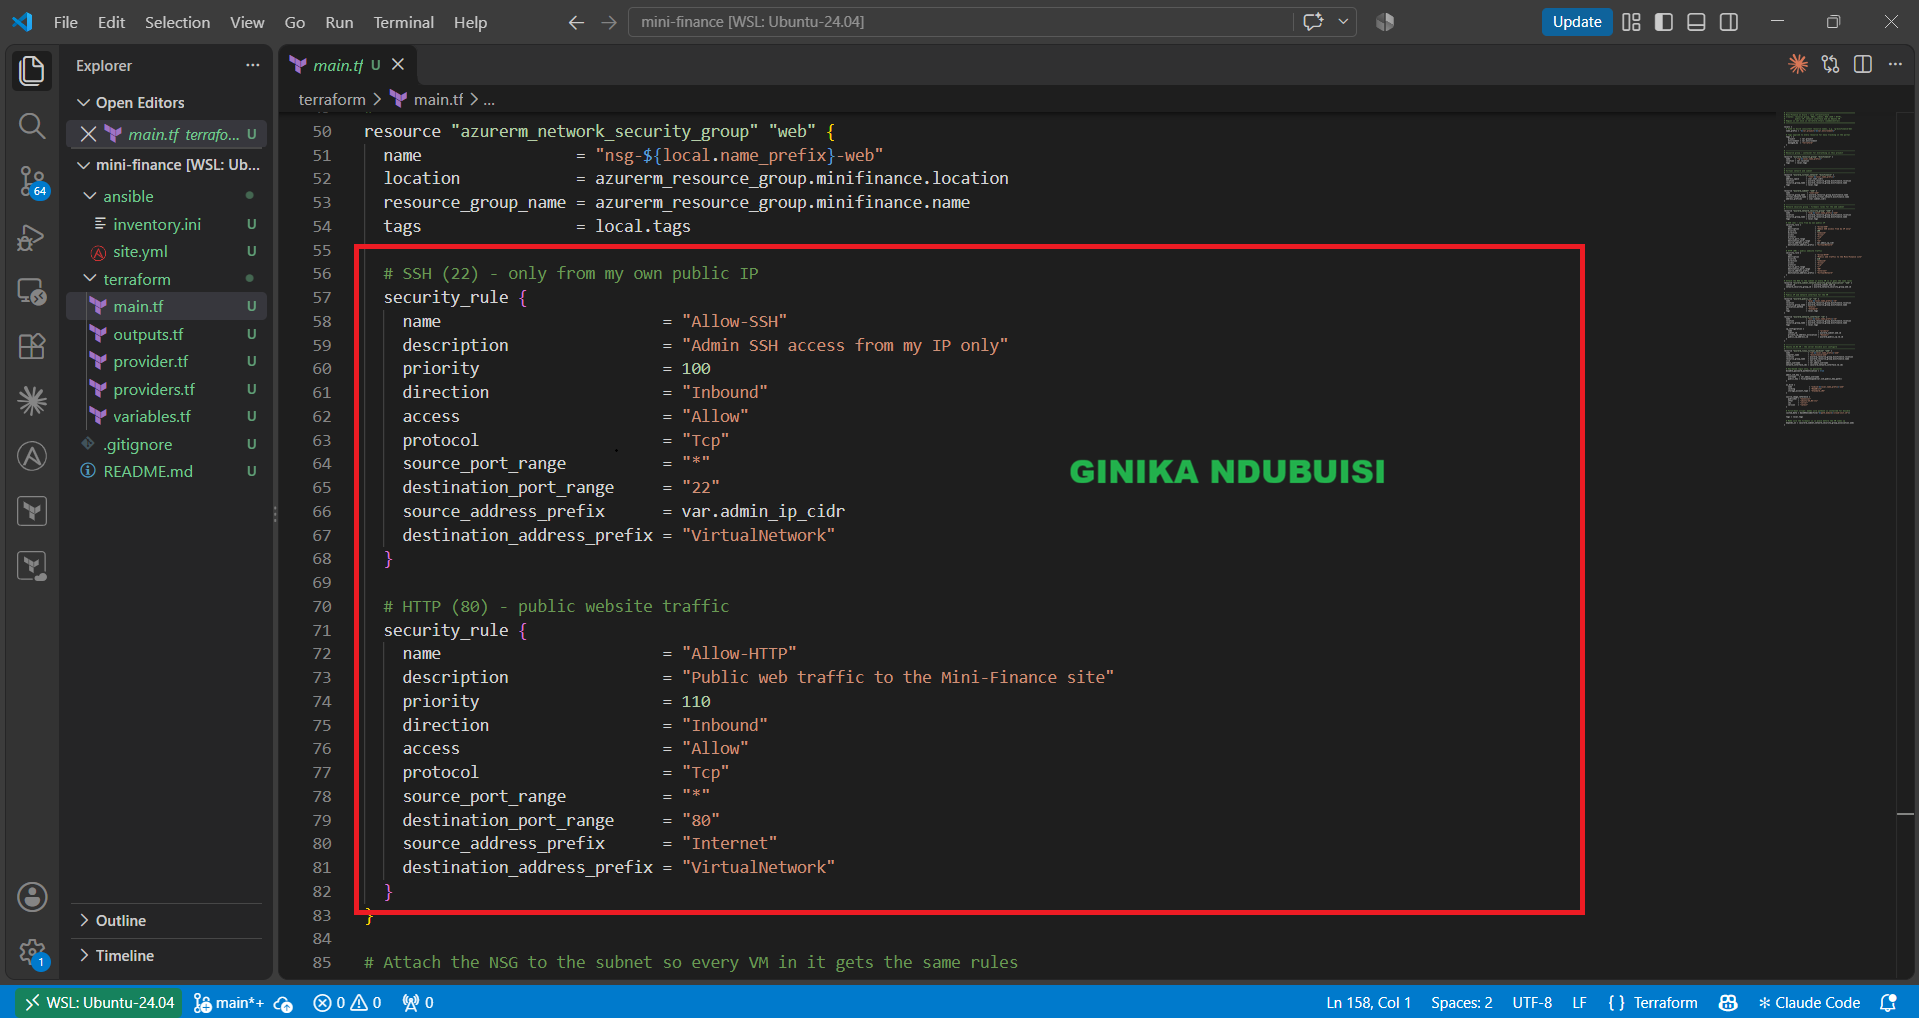 File Edit Selection View Go Run Terminal Help
mini-finance [WSL: Ubuntu-24.04]
Update
Explorer
Open Editors
main.tf terrafo... U
mini-finance [WSL: Ub...
ansible
inventory.ini U
site.yml U
terraform
main.tf U
outputs.tf U
provider.tf U
providers.tf U
variables.tf U
.gitignore U
README.md U
Outline
Timeline
64
1
main.tf U
terraform > main.tf > ...
50 resource "azurerm_network_security_group" "web" {
51 name = "nsg-${local.name_prefix}-web"
52 location = azurerm_resource_group.minifinance.location
53 resource_group_name = azurerm_resource_group.minifinance.name
54 tags = local.tags
55
56 # SSH (22) - only from my own public IP
57 security_rule {
58 name = "Allow-SSH"
59 description = "Admin SSH access from my IP only"
60 priority = 100
61 direction = "Inbound"
62 access = "Allow"
63 protocol = "Tcp"
64 source_port_range = "*"
65 destination_port_range = "22"
66 source_address_prefix = var.admin_ip_cidr
67 destination_address_prefix = "VirtualNetwork"
68 }
69
70 # HTTP (80) - public website traffic
71 security_rule {
72 name = "Allow-HTTP"
73 description = "Public web traffic to the Mini-Finance site"
74 priority = 110
75 direction = "Inbound"
76 access = "Allow"
77 protocol = "Tcp"
78 source_port_range = "*"
79 destination_port_range = "80"
80 source_address_prefix = "Internet"
81 destination_address_prefix = "VirtualNetwork"
82 }
83 }
84
85 # Attach the NSG to the subnet so every VM in it gets the same rules
GINIKA NDUBUISI
WSL: Ubuntu-24.04 main*+ 0 0 0 Ln 158, Col 1 Spaces: 2 UTF-8 LF { } Terraform Claude Code